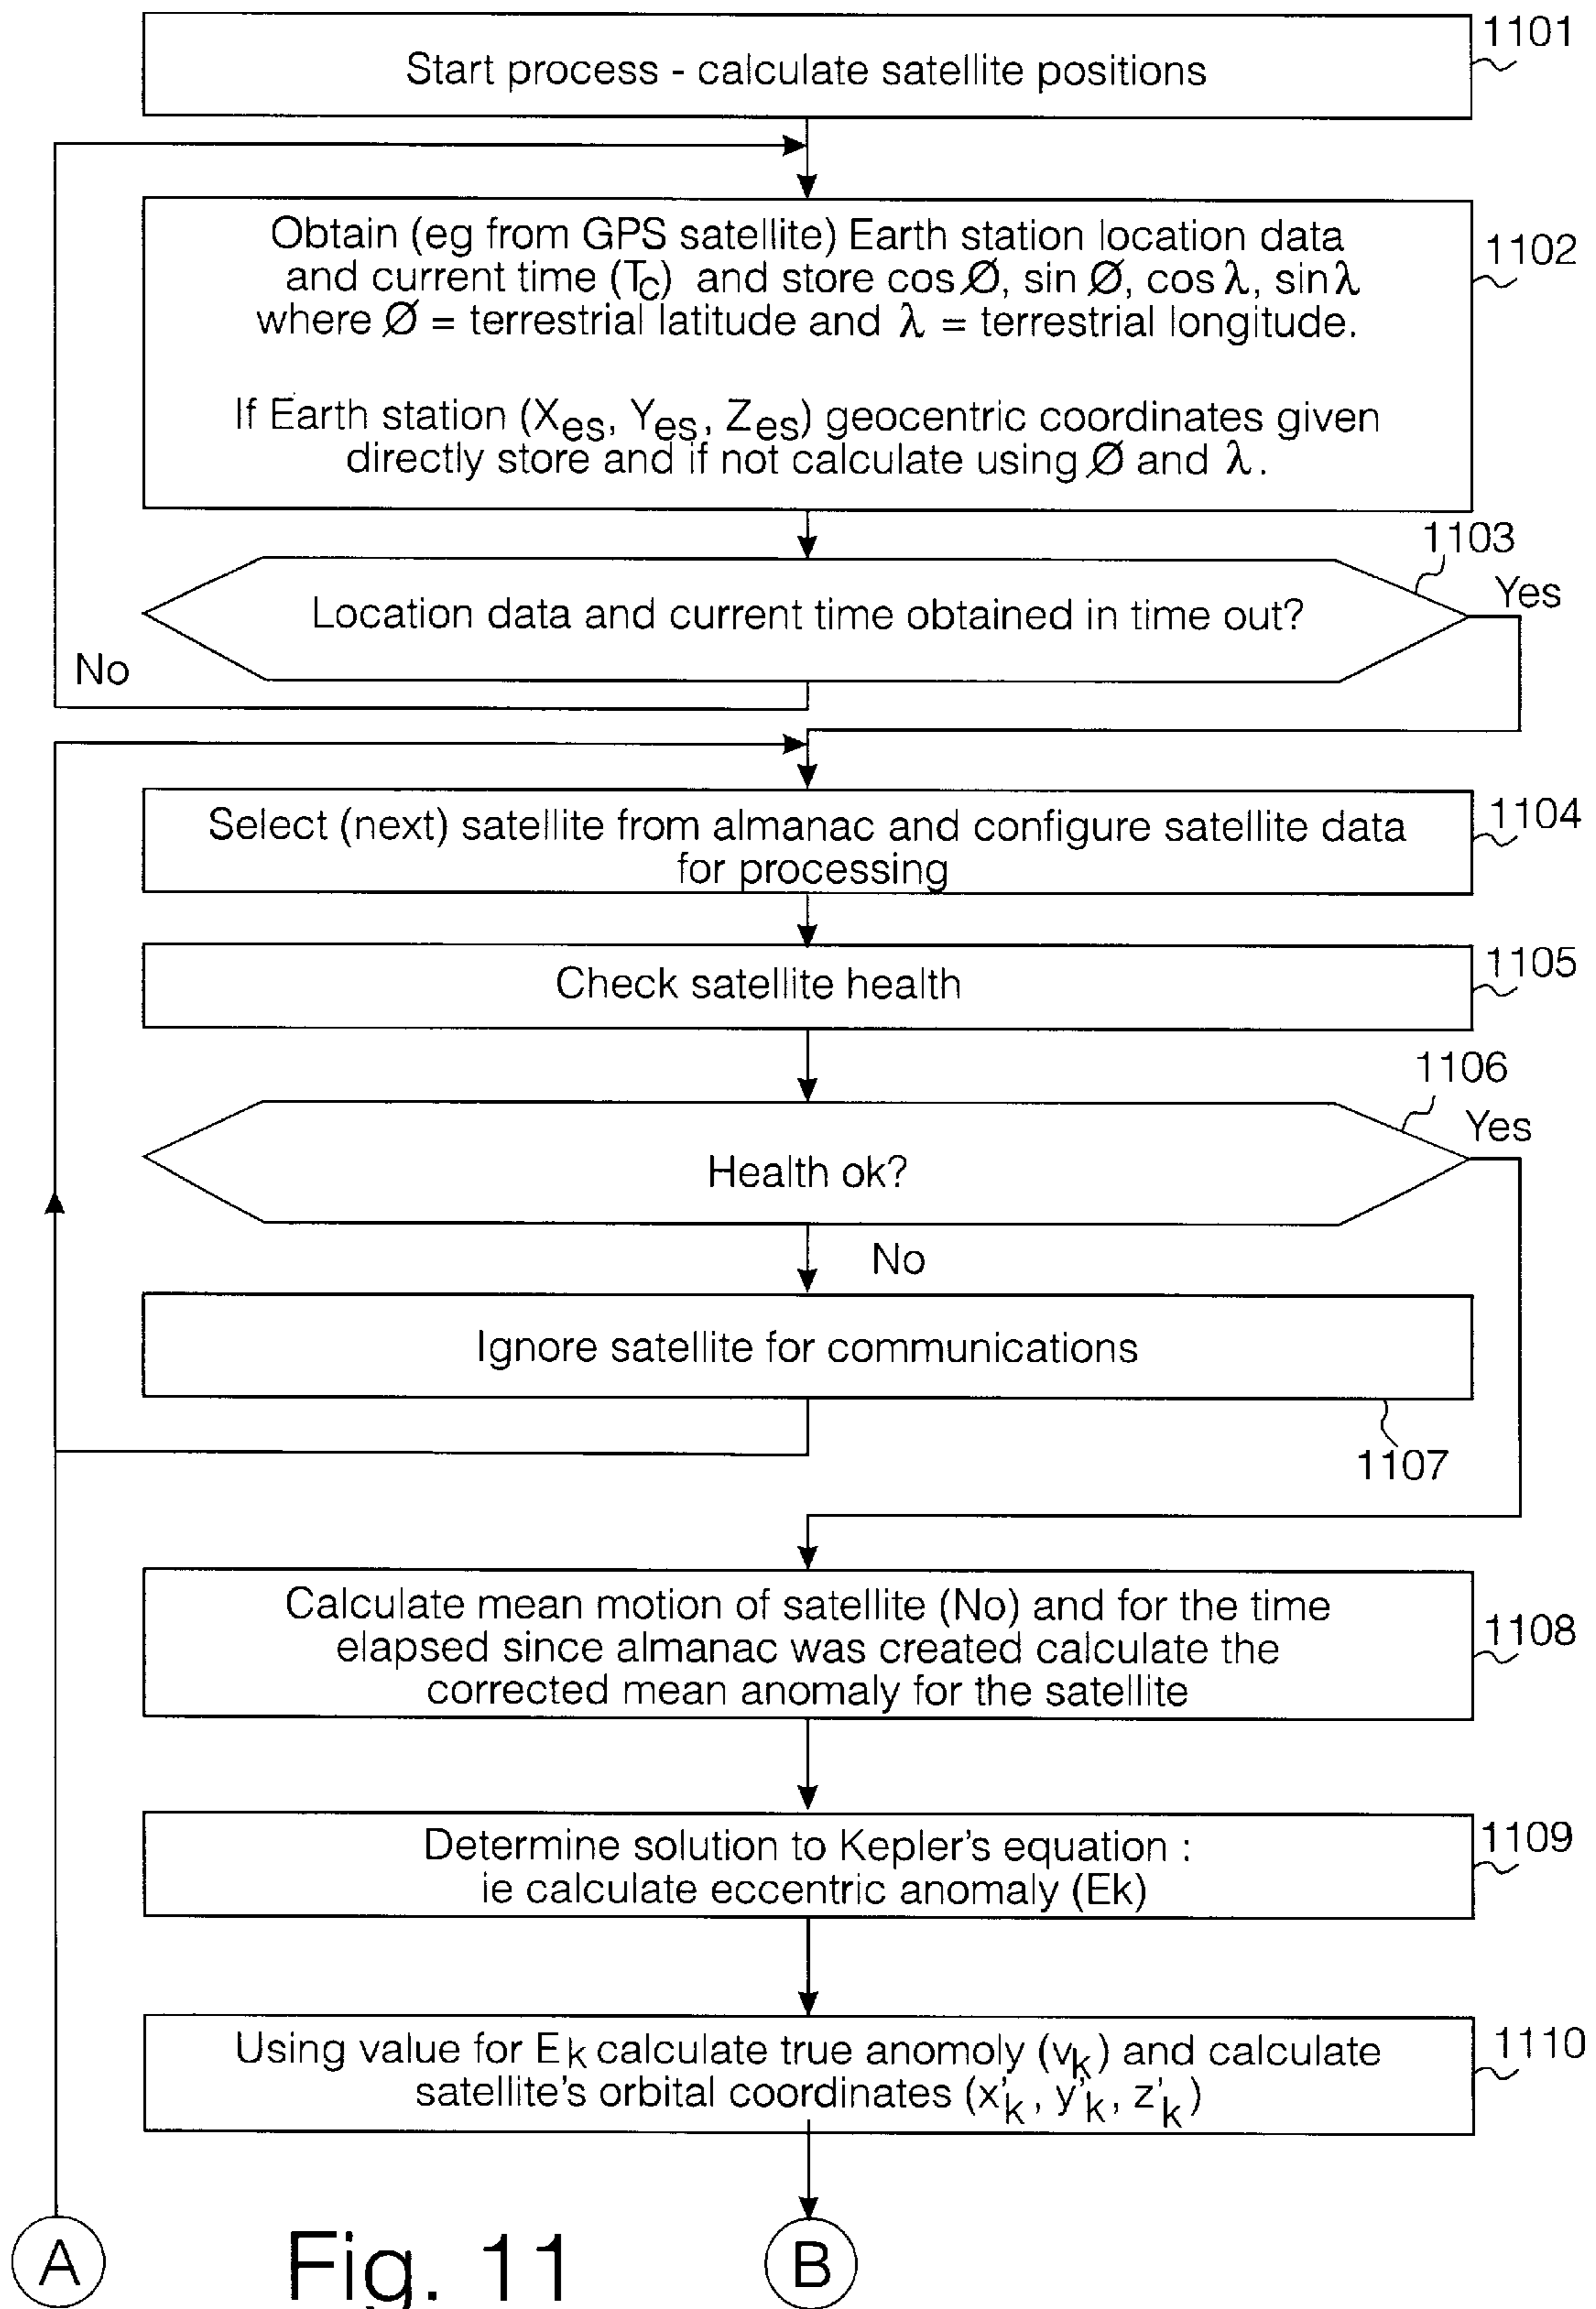 1101
Start process - calculate satellite positions
Obtain (eg from GPS satellite) Earth station location data
1102
and current time (Tc) and store cos Ø, sin Ø, cos λ, sin λ
where Ø = terrestrial latitude and λ = terrestrial longitude.
If Earth station (Xes, Yes, Zes) geocentric coordinates given
directly store and if not calculate using Ø and λ.
1103
Yes
Location data and current time obtained in time out?
No
1104
Select (next) satellite from almanac and configure satellite data
for processing
1105
Check satellite health
1106
Yes
Health ok?
No
Ignore satellite for communications
1107
Calculate mean motion of satellite (No) and for the time
1108
elapsed since almanac was created calculate the
corrected mean anomaly for the satellite
1109
Determine solution to Kepler's equation :
ie calculate eccentric anomaly (Ek)
1110
Using value for Ek calculate true anomoly (vk) and calculate
satellite's orbital coordinates (x'k, y'k, z'k)
A
Fig. 11
B